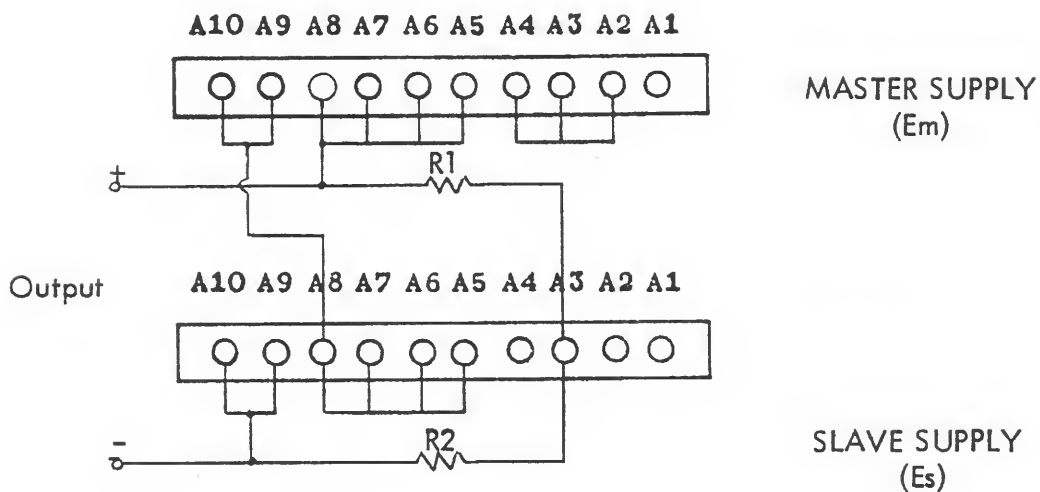 A10 A9 A8 A7 A6 A5 A4 A3 A2 A1
MASTER SUPPLY
(Em)
R1
+
Output
A10 A9 A8 A7 A6 A5 A4 A3 A2 A1
R2
-
SLAVE SUPPLY
(Es)